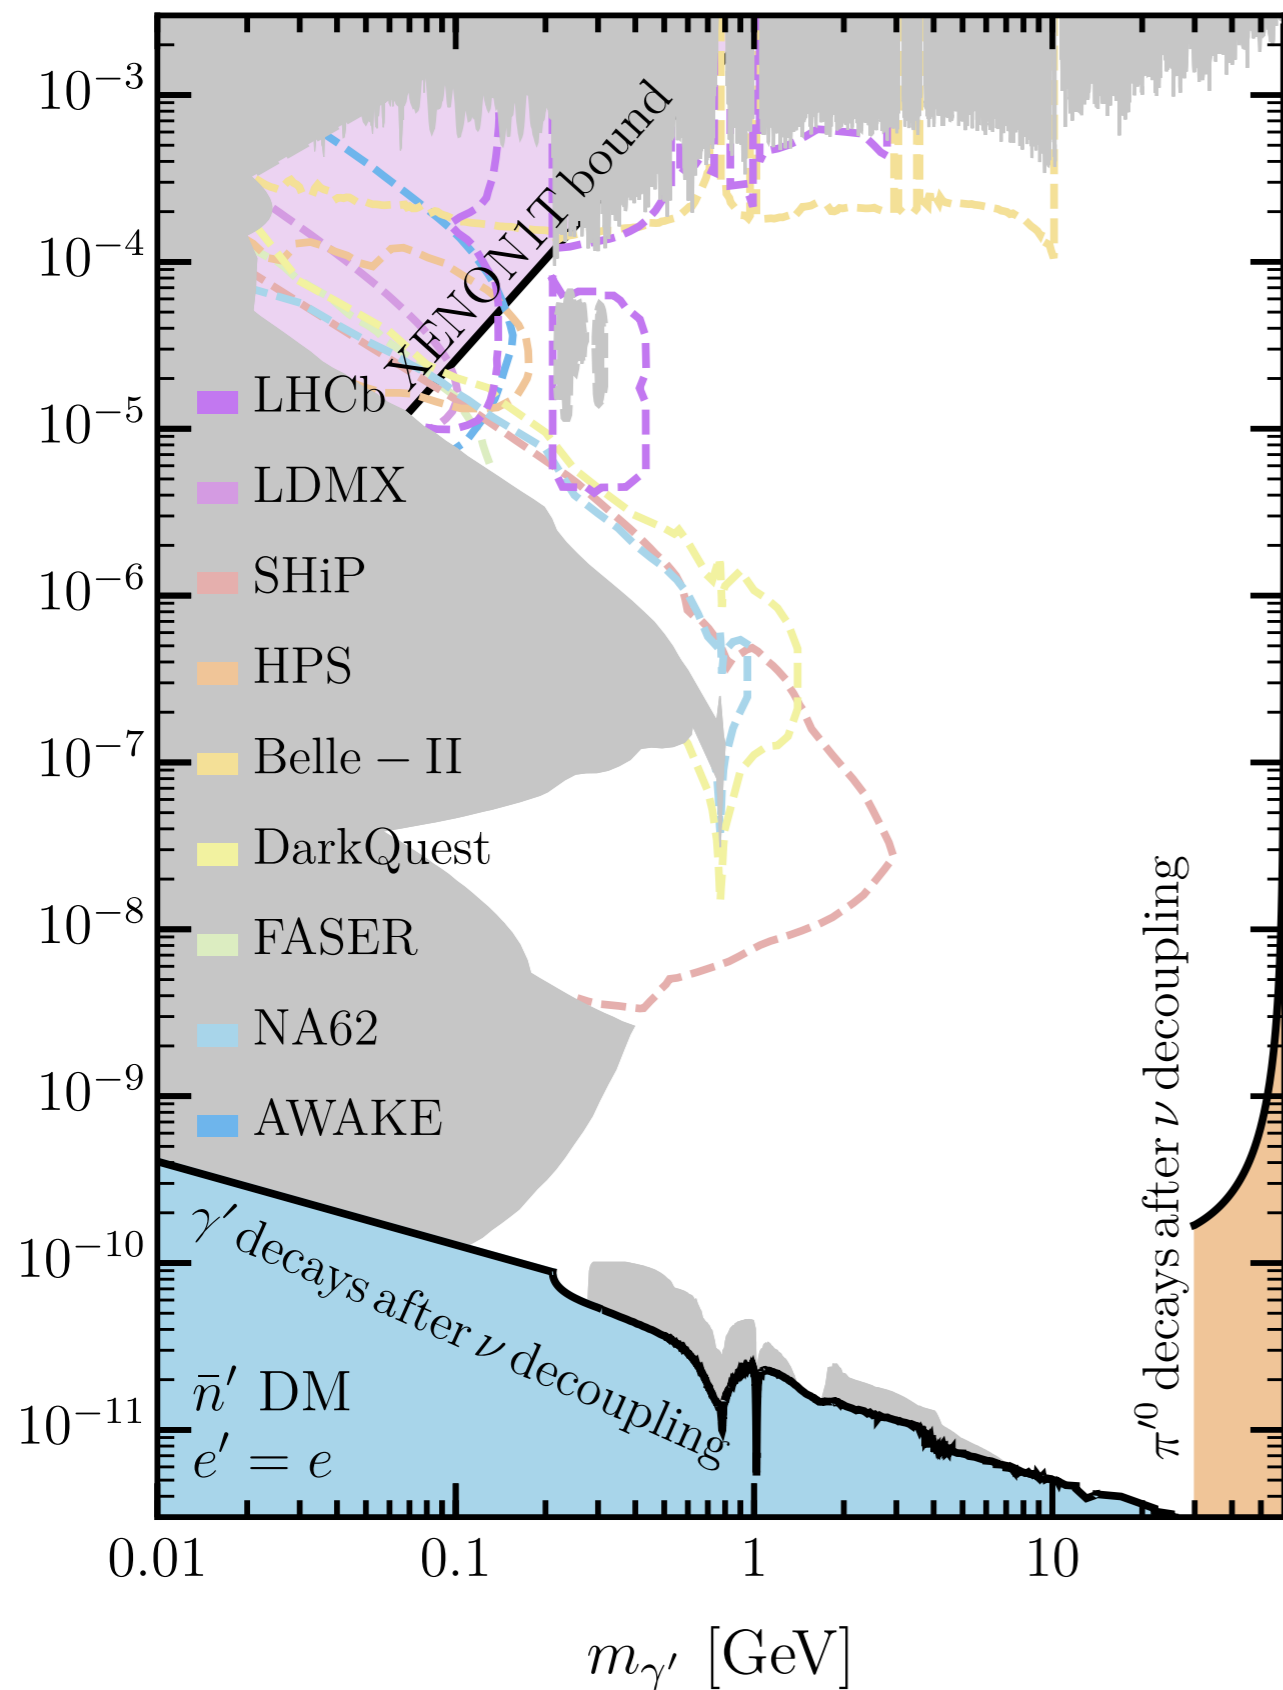 10⁻³
10⁻⁴
10⁻⁵
10⁻⁶
10⁻⁷
10⁻⁸
10⁻⁹
10⁻¹⁰
10⁻¹¹
XENON1T bound
LHCb
LDMX
SHiP
HPS
Belle − II
DarkQuest
FASER
NA62
AWAKE
γ′ decays after ν decoupling
n̄′ DM
e′ = e
π′⁰ decays after ν decoupling
0.01 0.1 1 10
m_γ′ [GeV]